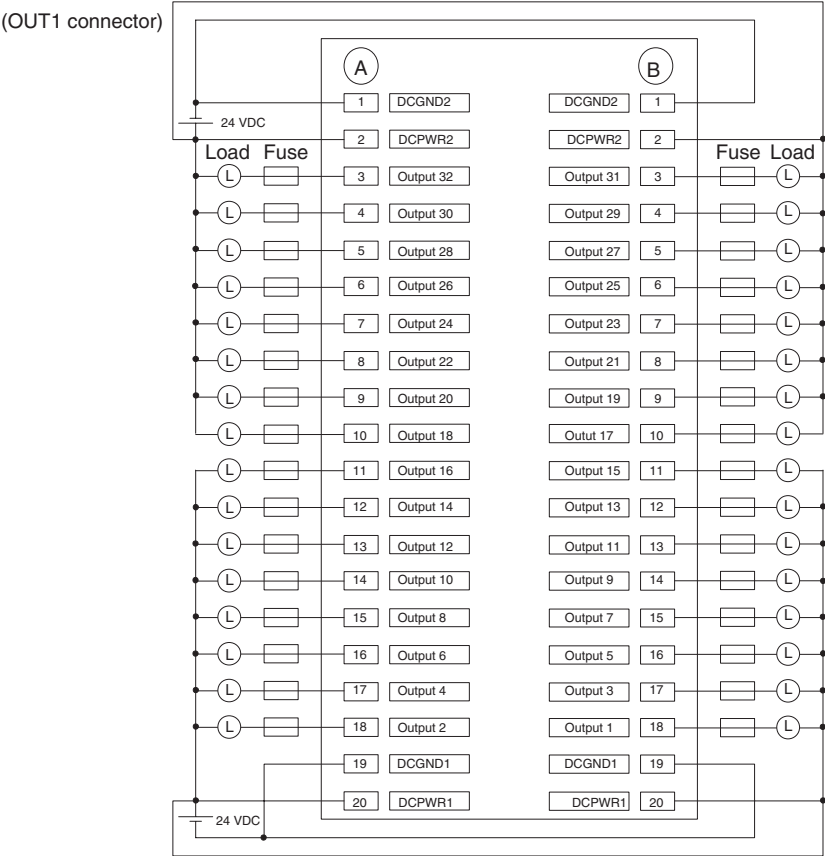 (OUT1 connector)
A B
1 DCGND2 DCGND2 1
24 VDC
2 DCPWR2 DCPWR2 2
Load Fuse Fuse Load
L 3 Output 32 Output 31 3 L
L 4 Output 30 Output 29 4 L
L 5 Output 28 Output 27 5 L
L 6 Output 26 Output 25 6 L
L 7 Output 24 Output 23 7 L
L 8 Output 22 Output 21 8 L
L 9 Output 20 Output 19 9 L
L 10 Output 18 Outut 17 10 L
L 11 Output 16 Output 15 11 L
L 12 Output 14 Output 13 12 L
L 13 Output 12 Output 11 13 L
L 14 Output 10 Output 9 14 L
L 15 Output 8 Output 7 15 L
L 16 Output 6 Output 5 16 L
L 17 Output 4 Output 3 17 L
L 18 Output 2 Output 1 18 L
19 DCGND1 DCGND1 19
20 DCPWR1 DCPWR1 20
24 VDC